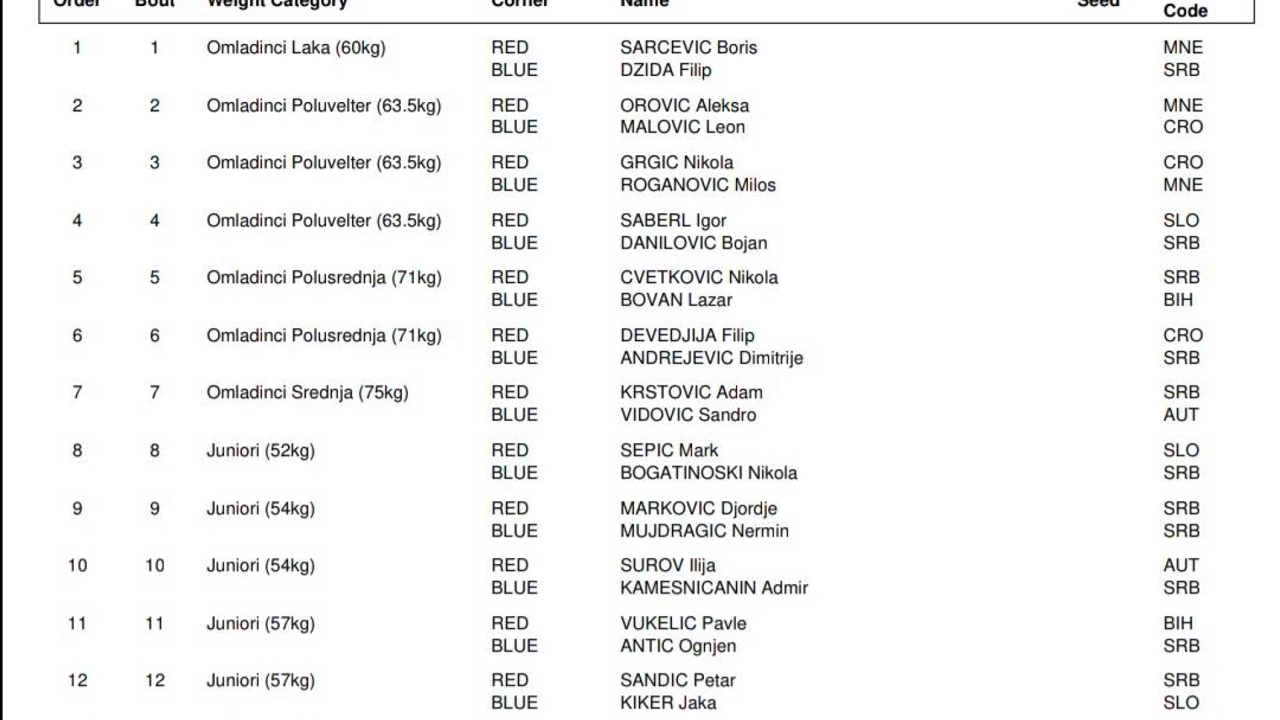 Order Bout Weight Category Corner Name Seed Code
1 1 Omladinci Laka (60kg) RED SARCEVIC Boris MNE
BLUE DZIDA Filip SRB
2 2 Omladinci Poluvelter (63.5kg) RED OROVIC Aleksa MNE
BLUE MALOVIC Leon CRO
3 3 Omladinci Poluvelter (63.5kg) RED GRGIC Nikola CRO
BLUE ROGANOVIC Milos MNE
4 4 Omladinci Poluvelter (63.5kg) RED SABERL Igor SLO
BLUE DANILOVIC Bojan SRB
5 5 Omladinci Polusrednja (71kg) RED CVETKOVIC Nikola SRB
BLUE BOVAN Lazar BIH
6 6 Omladinci Polusrednja (71kg) RED DEVEDJIJA Filip CRO
BLUE ANDREJEVIC Dimitrije SRB
7 7 Omladinci Srednja (75kg) RED KRSTOVIC Adam SRB
BLUE VIDOVIC Sandro AUT
8 8 Juniori (52kg) RED SEPIC Mark SLO
BLUE BOGATINOSKI Nikola SRB
9 9 Juniori (54kg) RED MARKOVIC Djordje SRB
BLUE MUJDRAGIC Nermin SRB
10 10 Juniori (54kg) RED SUROV Ilija AUT
BLUE KAMESNICANIN Admir SRB
11 11 Juniori (57kg) RED VUKELIC Pavle BIH
BLUE ANTIC Ognjen SRB
12 12 Juniori (57kg) RED SANDIC Petar SRB
BLUE KIKER Jaka SLO